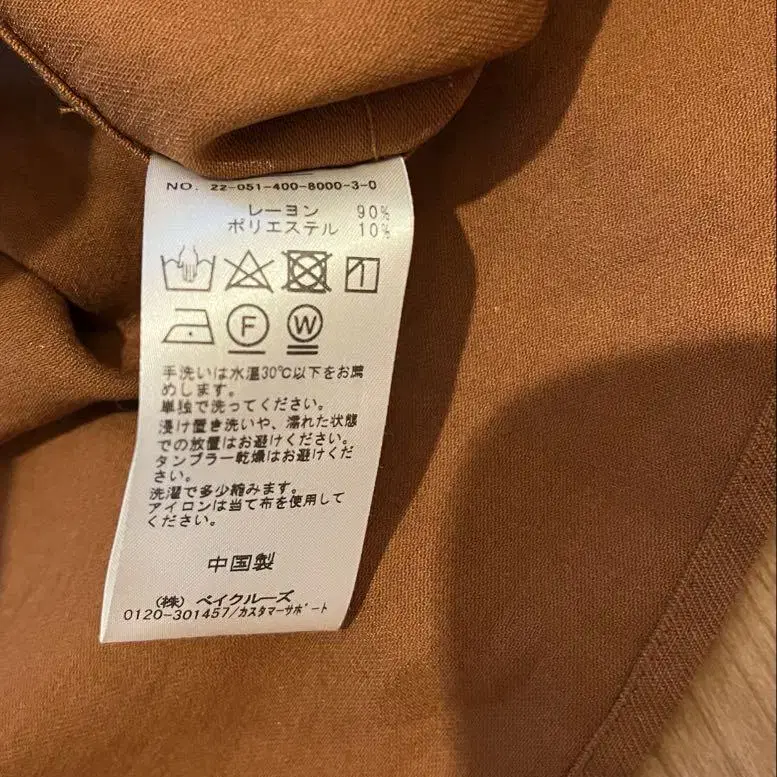 NO. 22-051-400-8000-3-0
レーヨン 90%
ポリエステル 10%
F W
手洗いは水温30℃以下をお薦
めします。
単独で洗ってください。
浸け置き洗いや、濡れた状態
での放置はお避けください。
タンブラー乾燥はお避けくだ
さい。
洗濯で多少縮みます。
アイロンは当て布を使用して
ください。
中国製
(株) ベイクルーズ
0120-301457/カスタマーサポート